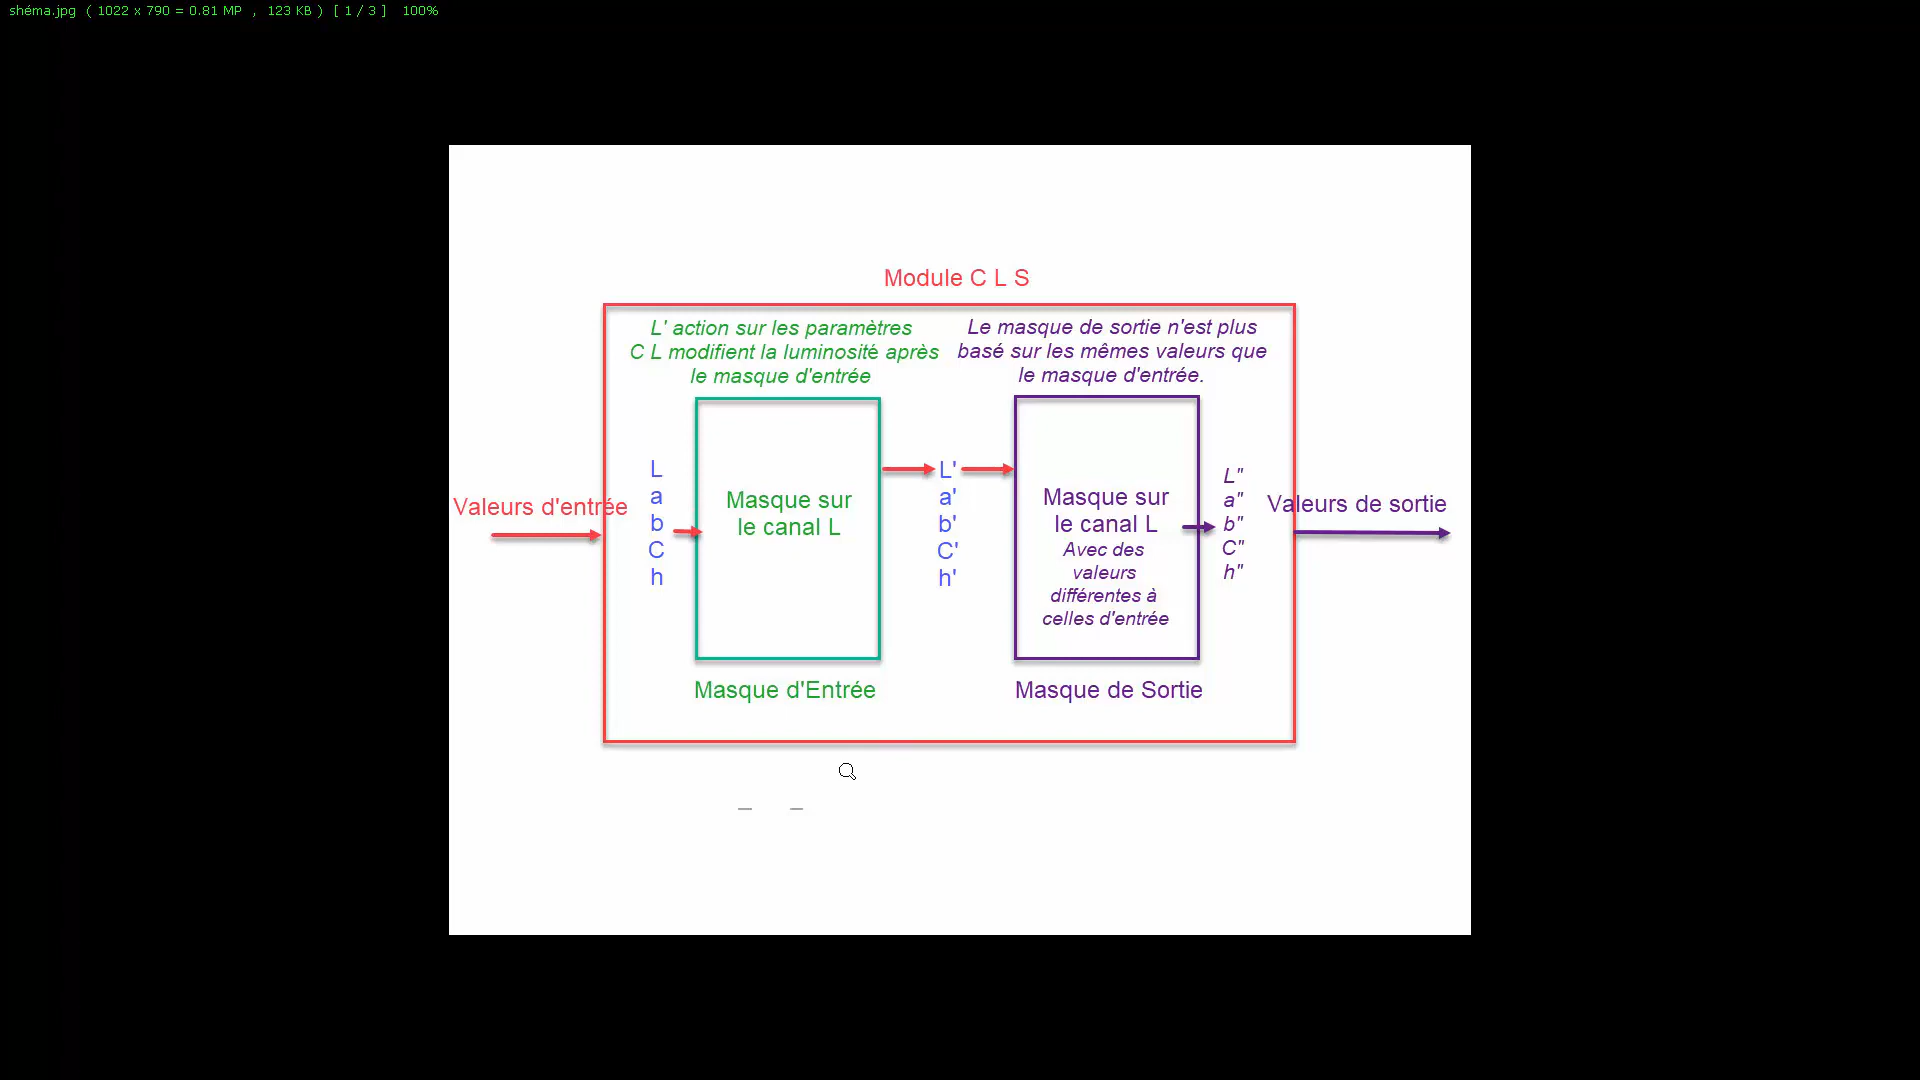 shéma.jpg ( 1022 x 790 = 0.81 MP , 123 KB ) [ 1 / 3 ] 100%
Module C L S
L' action sur les paramètres
C L modifient la luminosité après
le masque d'entrée
Le masque de sortie n'est plus
basé sur les mêmes valeurs que
le masque d'entrée.
Valeurs d'entrée
L
a
b
C
h
Masque sur
le canal L
L'
a'
b'
C'
h'
Masque sur
le canal L
Avec des
valeurs
différentes à
celles d'entrée
L"
a"
b"
C"
h"
Valeurs de sortie
Masque d'Entrée
Masque de Sortie